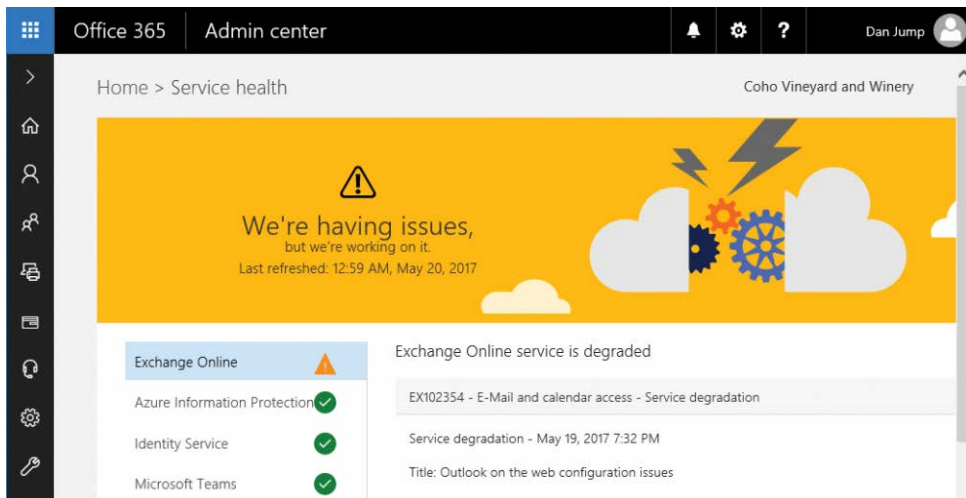 Office 365 Admin center
?
Dan Jump
Home > Service health
Coho Vineyard and Winery
We're having issues,
but we're working on it.
Last refreshed: 12:59 AM, May 20, 2017
Exchange Online
Azure Information Protection
Identity Service
Microsoft Teams
Exchange Online service is degraded
EX102354 - E-Mail and calendar access - Service degradation
Service degradation - May 19, 2017 7:32 PM
Title: Outlook on the web configuration issues